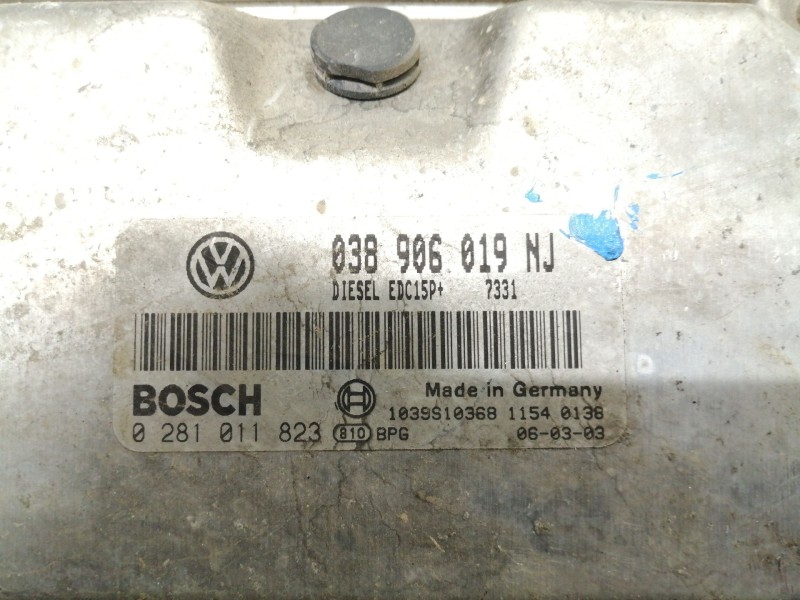 038 906 019 NJ
DIESEL EDC15P+ 7331
BOSCH
Made in Germany
1039S10368 1154 0138
0 281 011 823 810 BPG 06-03-03